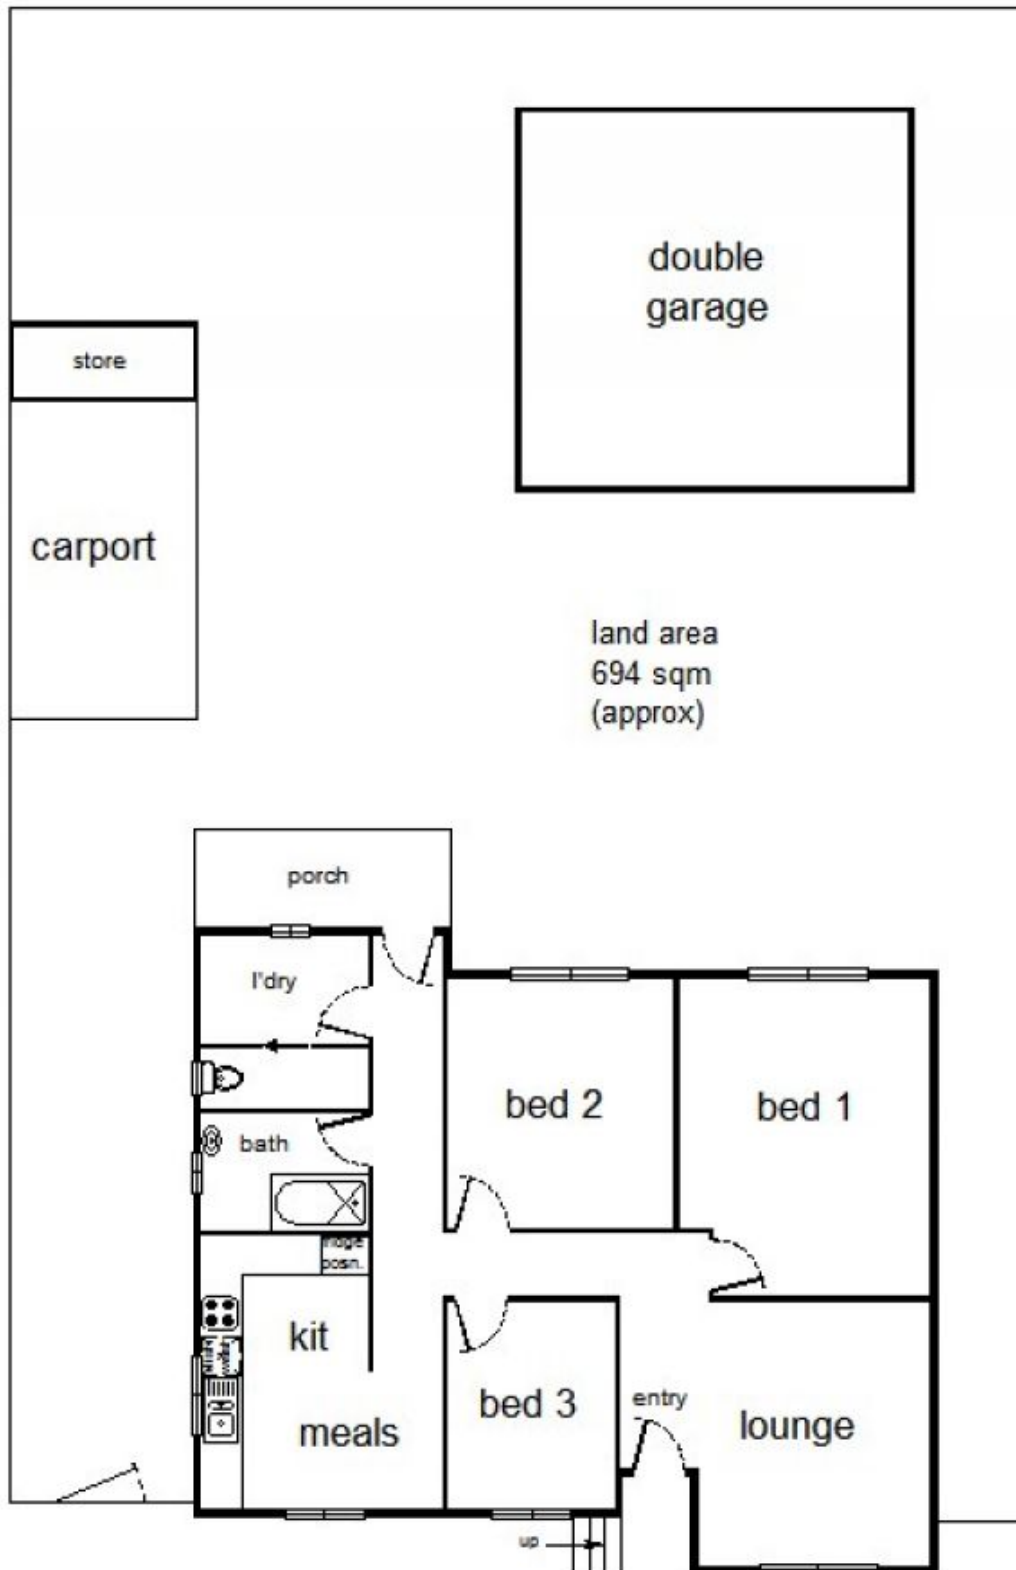 double
garage
store
carport
land area
694 sqm
(approx)
porch
l'dry
bed 2
bed 1
bath
posn.
kit
meals
bed 3
entry
lounge
up